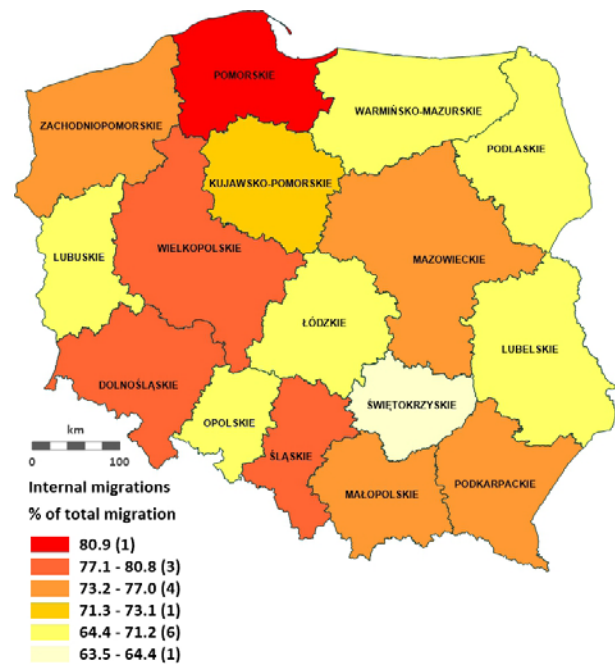 POMORSKIE
WARMIŃSKO-MAZURSKIE
ZACHODNIOPOMORSKIE
PODLASKIE
KUJAWSKO-POMORSKIE
WIELKOPOLSKIE
LUBUSKIE
MAZOWIECKIE
ŁÓDZKIE
LUBELSKIE
DOLNOŚLĄSKIE
ŚWIĘTOKRZYSKIE
OPOLSKIE
ŚLĄSKIE
PODKARPACKIE
MAŁOPOLSKIE
km
0 100
Internal migrations
% of total migration
80.9 (1)
77.1 - 80.8 (3)
73.2 - 77.0 (4)
71.3 - 73.1 (1)
64.4 - 71.2 (6)
63.5 - 64.4 (1)